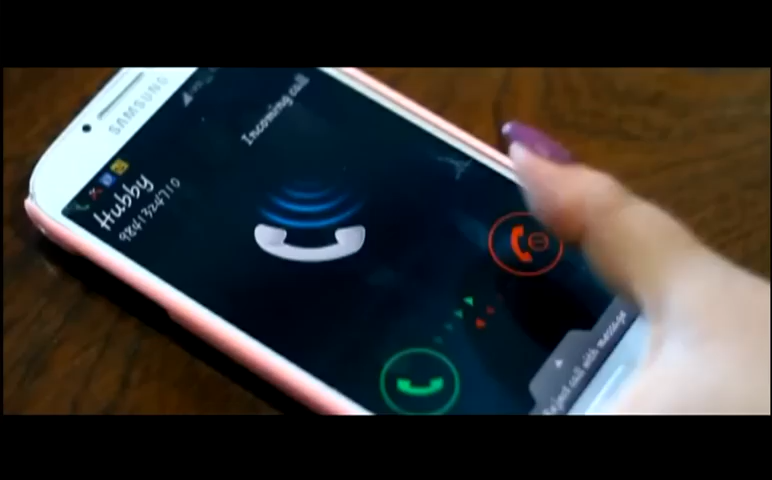 SAMSUNG
Incoming call
Hubby
9841324710
Reject call with message